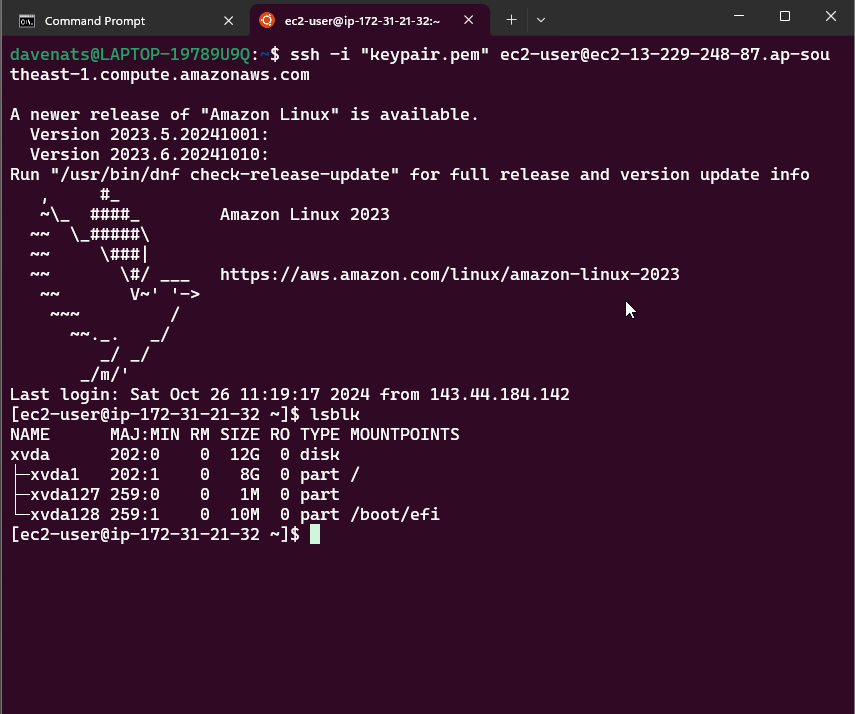 Command Prompt
ec2-user@ip-172-31-21-32:~
davenats@LAPTOP-19789U9Q:~$ ssh -i "keypair.pem" ec2-user@ec2-13-229-248-87.ap-sou
theast-1.compute.amazonaws.com
A newer release of "Amazon Linux" is available.
  Version 2023.5.20241001:
  Version 2023.6.20241010:
Run "/usr/bin/dnf check-release-update" for full release and version update info
   ,     #_
   ~\_  ####_        Amazon Linux 2023
  ~~  \_#####\
  ~~     \###|
  ~~       \#/ ___   https://aws.amazon.com/linux/amazon-linux-2023
   ~~       V~' '->
    ~~~         /
      ~~._.   _/
         _/ _/
       _/m/'
Last login: Sat Oct 26 11:19:17 2024 from 143.44.184.142
[ec2-user@ip-172-31-21-32 ~]$ lsblk
NAME      MAJ:MIN RM SIZE RO TYPE MOUNTPOINTS
xvda      202:0    0  12G  0 disk
├─xvda1   202:1    0   8G  0 part /
├─xvda127 259:0    0   1M  0 part
└─xvda128 259:1    0  10M  0 part /boot/efi
[ec2-user@ip-172-31-21-32 ~]$